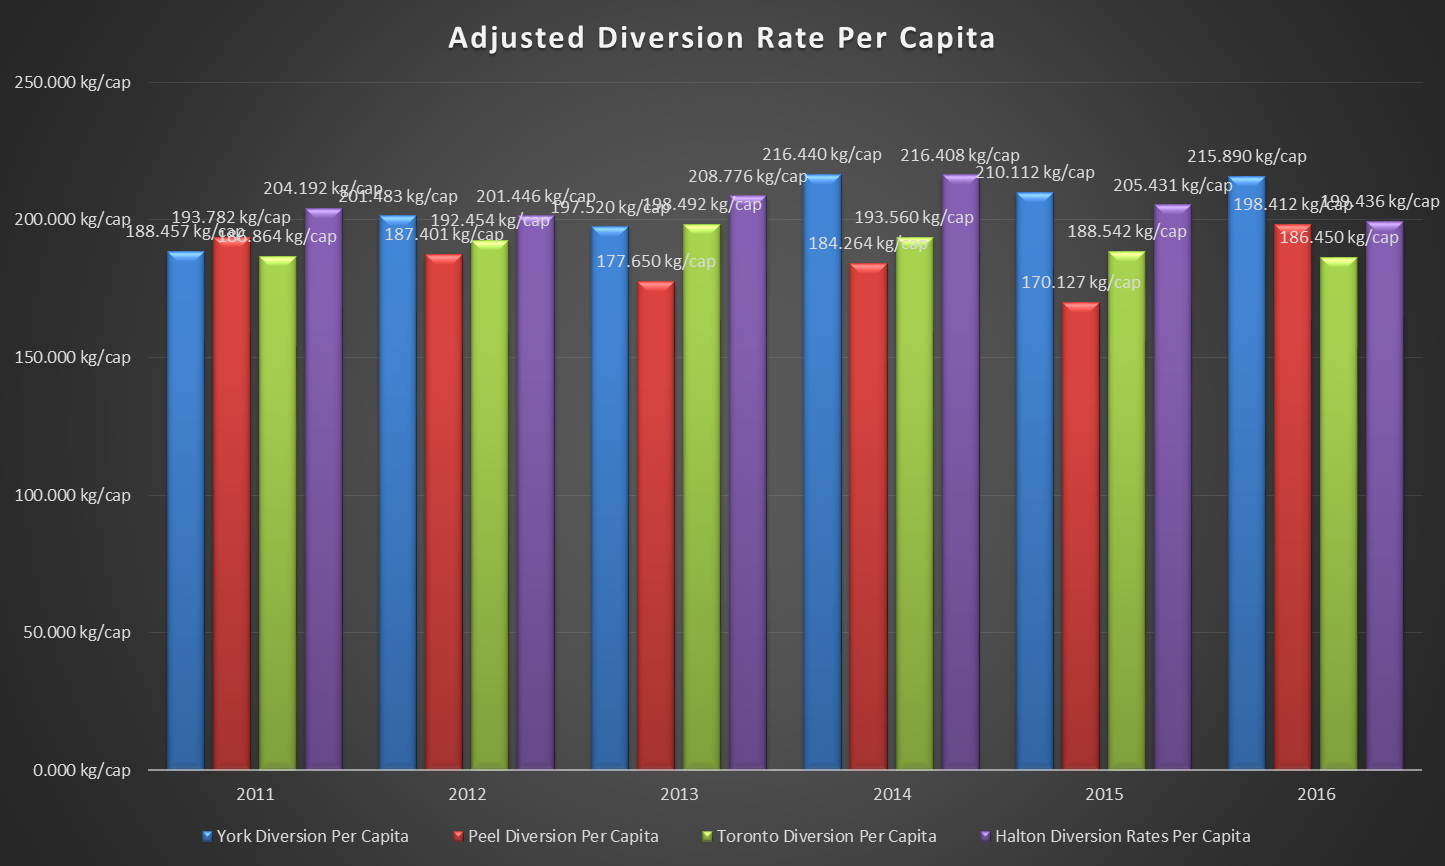 Adjusted Diversion Rate Per Capita
250.000 kg/cap
200.000 kg/cap
150.000 kg/cap
100.000 kg/cap
50.000 kg/cap
0.000 kg/cap
188.457 kg/cap
193.782 kg/cap
186.864 kg/cap
204.192 kg/cap
201.483 kg/cap
187.401 kg/cap
192.454 kg/cap
201.446 kg/cap
197.520 kg/cap
177.650 kg/cap
198.492 kg/cap
208.776 kg/cap
216.440 kg/cap
184.264 kg/cap
193.560 kg/cap
216.408 kg/cap
210.112 kg/cap
170.127 kg/cap
188.542 kg/cap
205.431 kg/cap
215.890 kg/cap
198.412 kg/cap
186.450 kg/cap
199.436 kg/cap
2011
2012
2013
2014
2015
2016
York Diversion Per Capita
Peel Diversion Per Capita
Toronto Diversion Per Capita
Halton Diversion Rates Per Capita